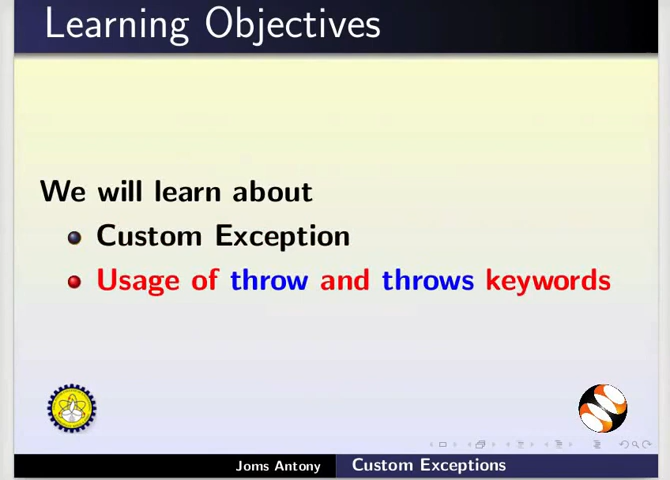 Learning Objectives
We will learn about
Custom Exception
Usage of throw and throws keywords
Joms Antony Custom Exceptions